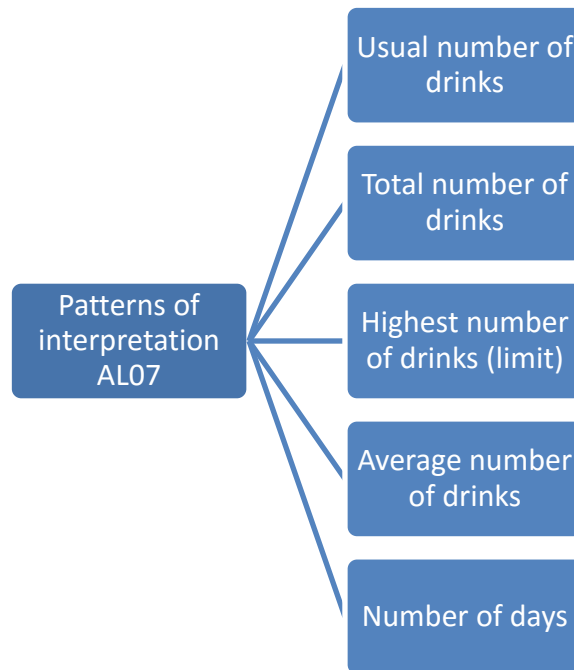 Usual number of
drinks
Total number of
drinks
Patterns of
interpretation
AL07
Highest number
of drinks (limit)
Average number
of drinks
Number of days